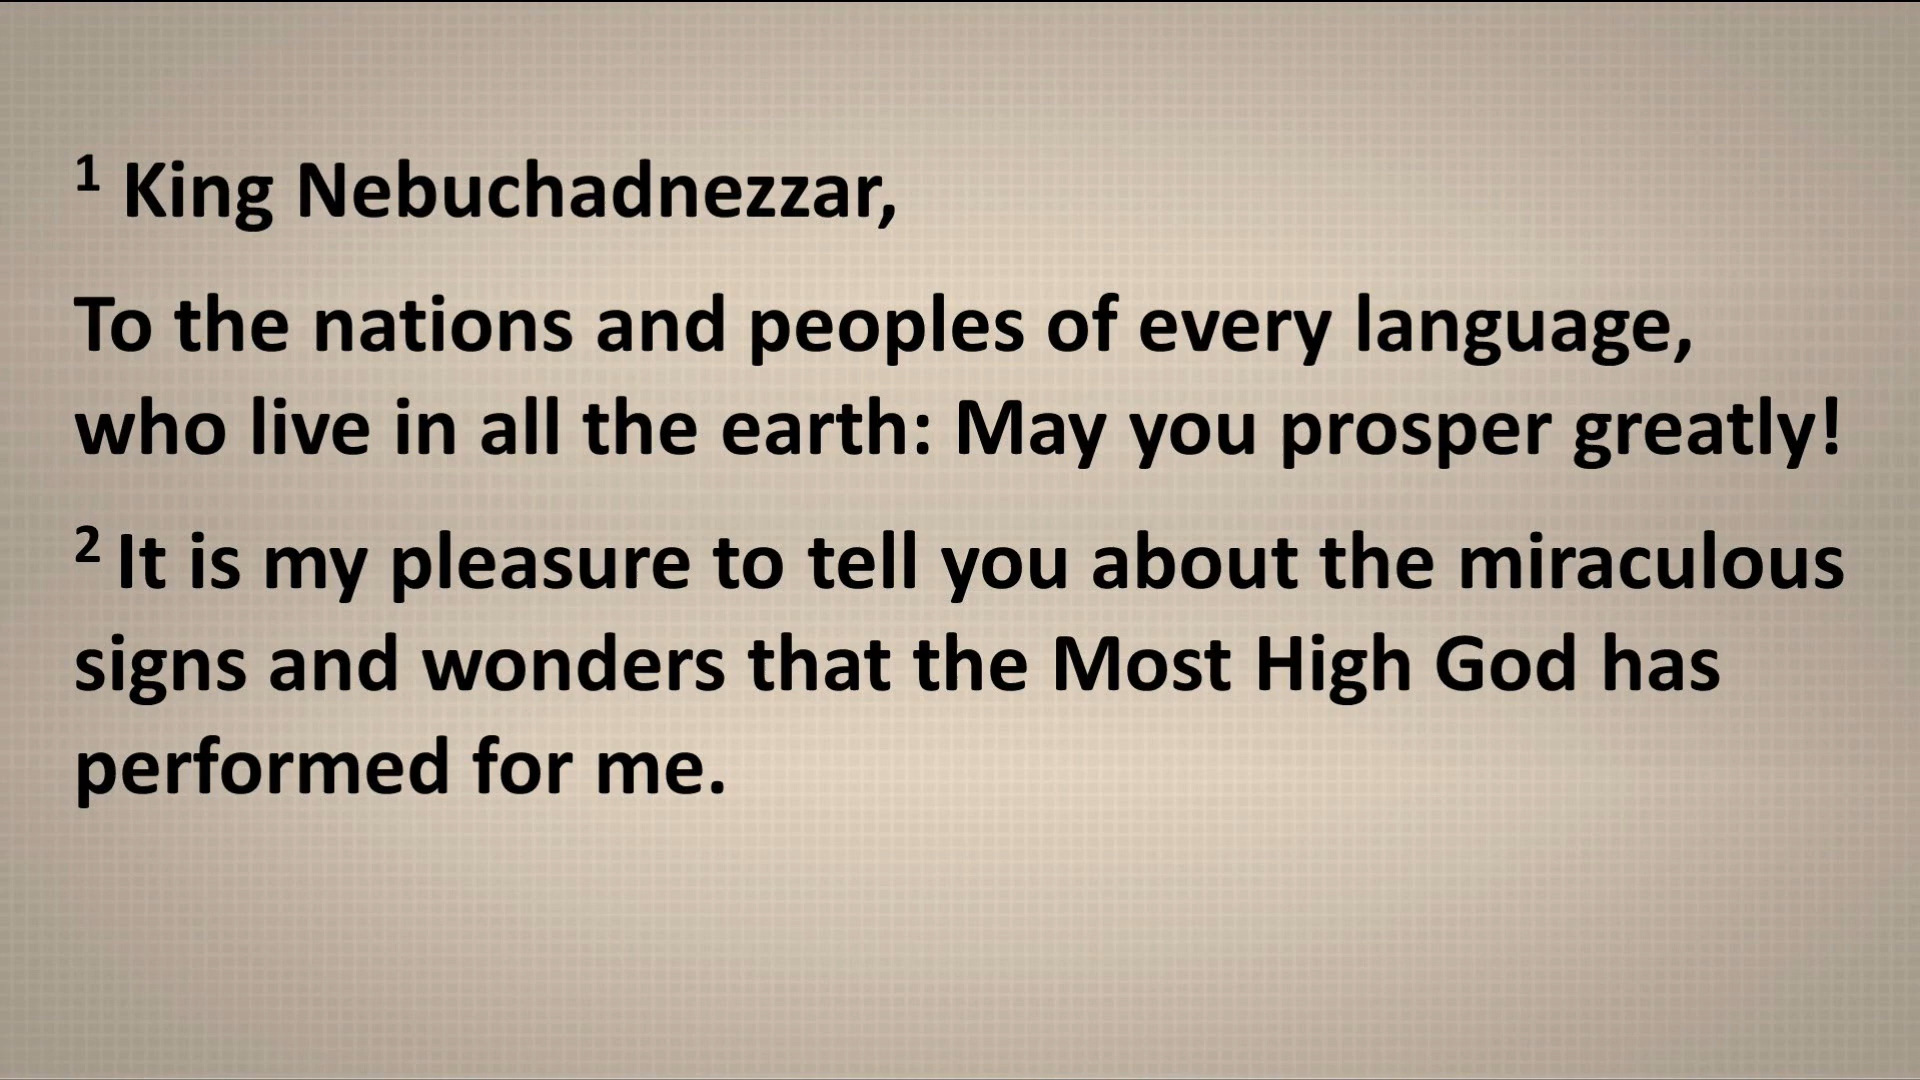 1 King Nebuchadnezzar,
To the nations and peoples of every language,
who live in all the earth: May you prosper greatly!
2 It is my pleasure to tell you about the miraculous
signs and wonders that the Most High God has
performed for me.